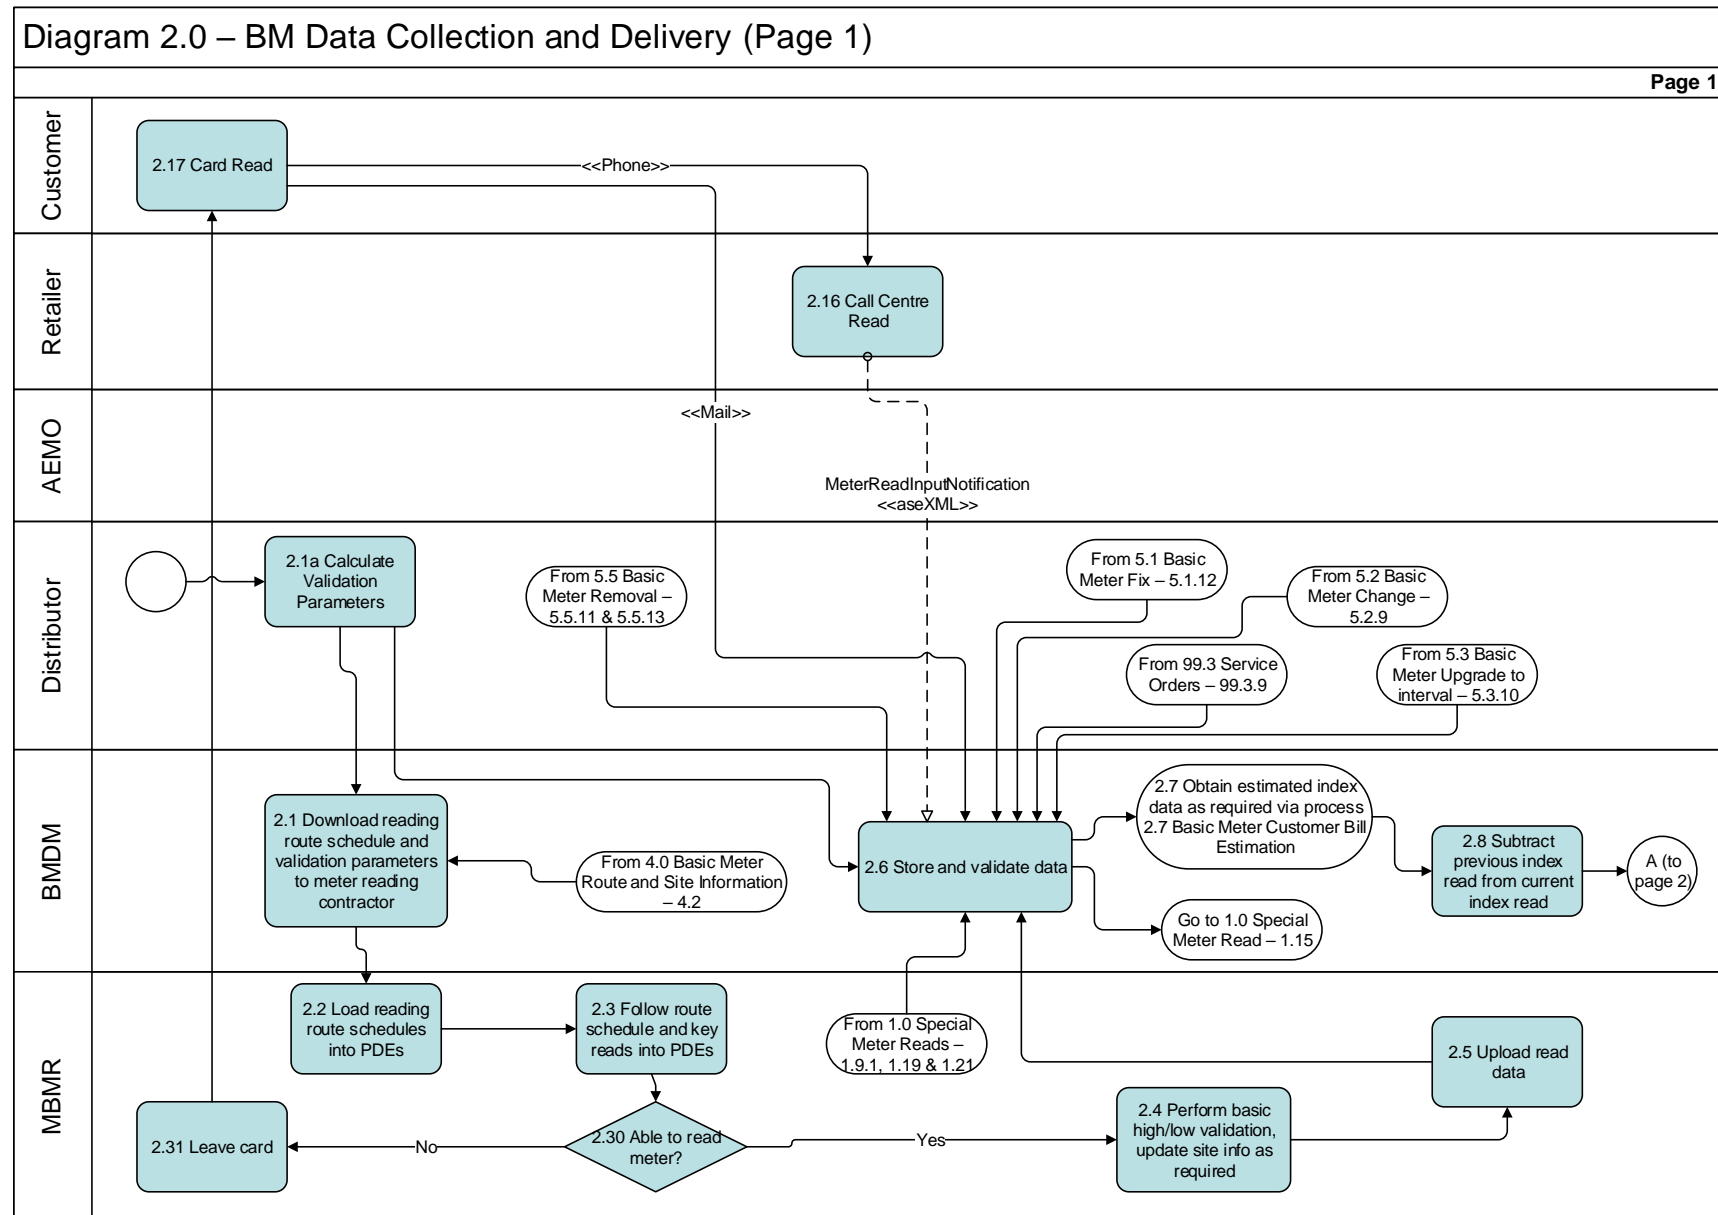 Diagram 2.0 – BM Data Collection and Delivery (Page 1)
Page 1
Customer
2.17 Card Read
<<Phone>>
Retailer
2.16 Call Centre
Read
AEMO
<<Mail>>
MeterReadInputNotification
<<aseXML>>
Distributor
2.1a Calculate
Validation
Parameters
From 5.5 Basic
Meter Removal –
5.5.11 & 5.5.13
From 5.1 Basic
Meter Fix – 5.1.12
From 5.2 Basic
Meter Change –
5.2.9
From 99.3 Service
Orders – 99.3.9
From 5.3 Basic
Meter Upgrade to
interval – 5.3.10
BMDM
2.1 Download reading
route schedule and
validation parameters
to meter reading
contractor
From 4.0 Basic Meter
Route and Site Information
– 4.2
2.6 Store and validate data
2.7 Obtain estimated index
data as required via process
2.7 Basic Meter Customer Bill
Estimation
Go to 1.0 Special
Meter Read – 1.15
2.8 Subtract
previous index
read from current
index read
A (to
page 2)
MBMR
2.2 Load reading
route schedules
into PDEs
2.3 Follow route
schedule and key
reads into PDEs
From 1.0 Special
Meter Reads –
1.9.1, 1.19 & 1.21
2.5 Upload read
data
2.31 Leave card
No
2.30 Able to read
meter?
Yes
2.4 Perform basic
high/low validation,
update site info as
required